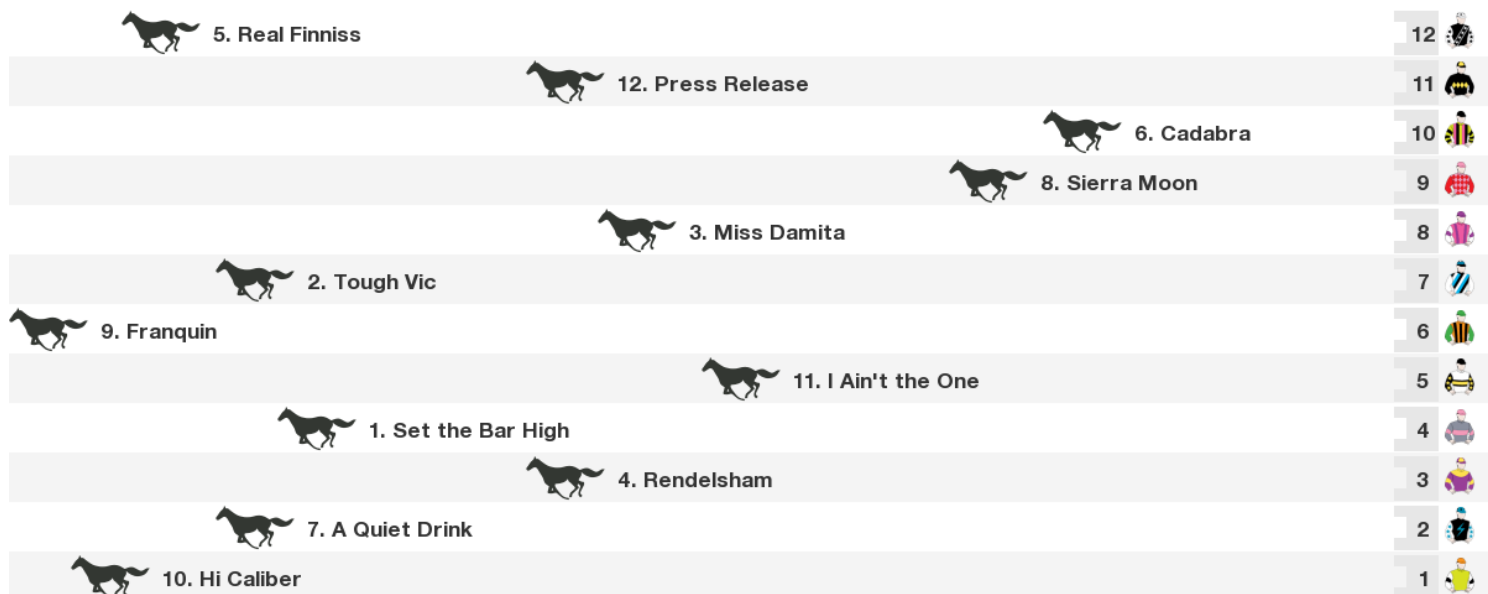 5. Real Finniss 12
12. Press Release 11
6. Cadabra 10
8. Sierra Moon 9
3. Miss Damita 8
2. Tough Vic 7
9. Franquin 6
11. I Ain't the One 5
1. Set the Bar High 4
4. Rendelsham 3
7. A Quiet Drink 2
10. Hi Caliber 1